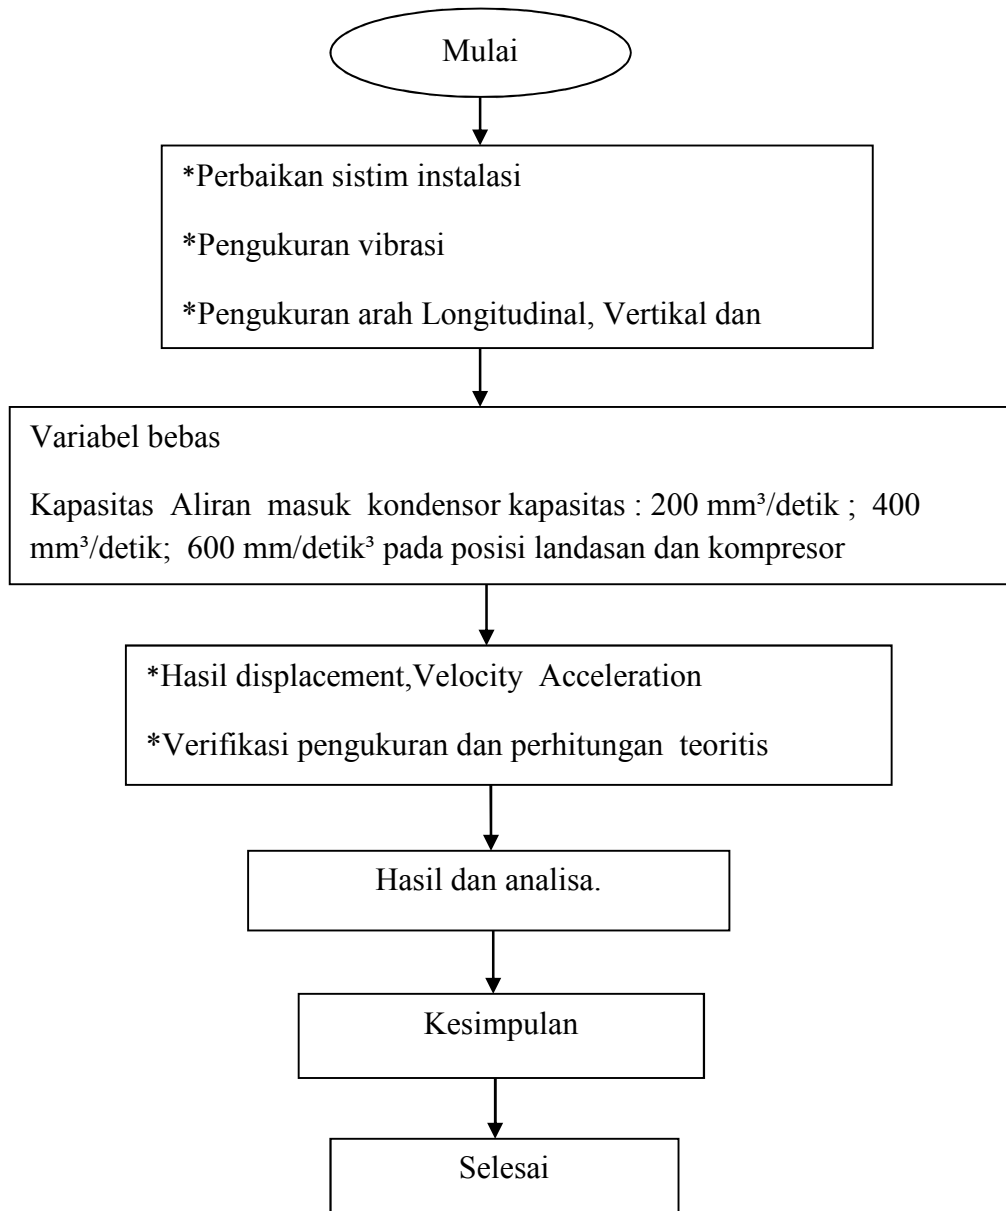 Mulai
*Perbaikan sistim instalasi
*Pengukuran vibrasi
*Pengukuran arah Longitudinal, Vertikal dan
Variabel bebas
Kapasitas Aliran masuk kondensor kapasitas : 200 mm³/detik ; 400
mm³/detik; 600 mm/detik³ pada posisi landasan dan kompresor
*Hasil displacement,Velocity Acceleration
*Verifikasi pengukuran dan perhitungan teoritis
Hasil dan analisa.
Kesimpulan
Selesai